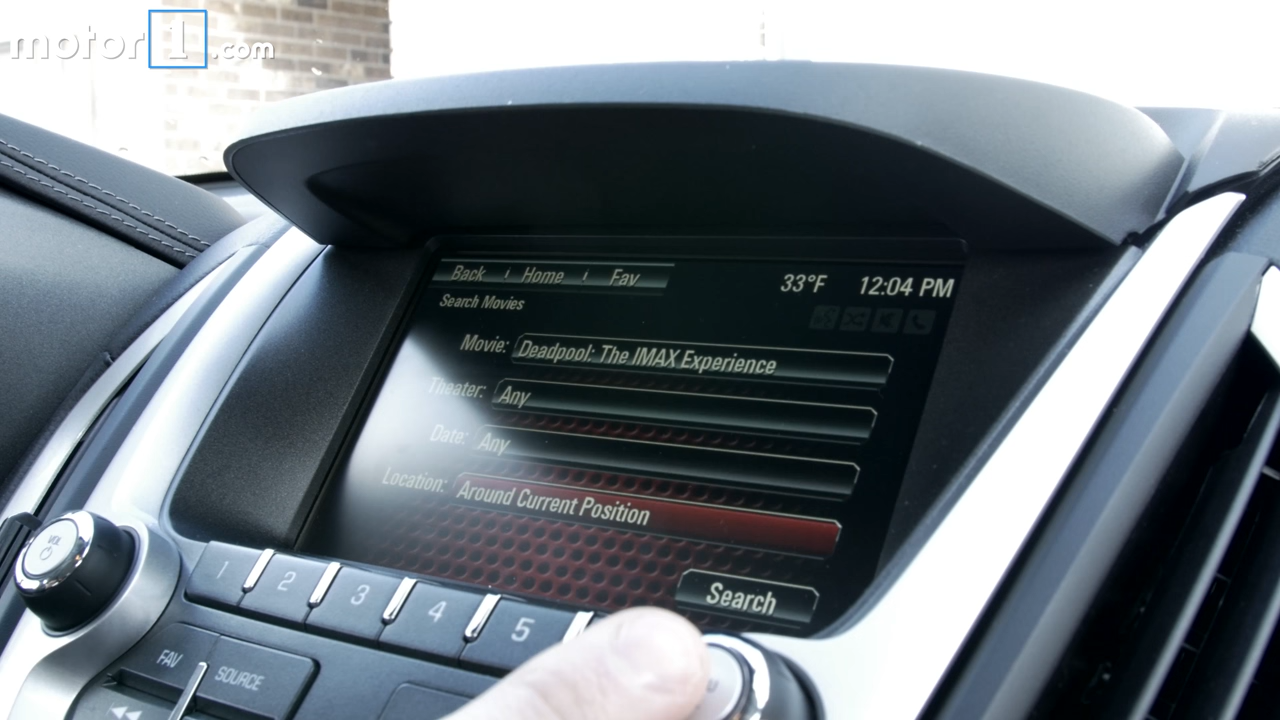 motor1.com
Back Home Fav 33°F 12:04 PM
Search Movies
Movie: Deadpool: The IMAX Experience
Theater: Any
Date: Any
Location: Around Current Position
Search
VOL
1 2 3 4 5
FAV SOURCE